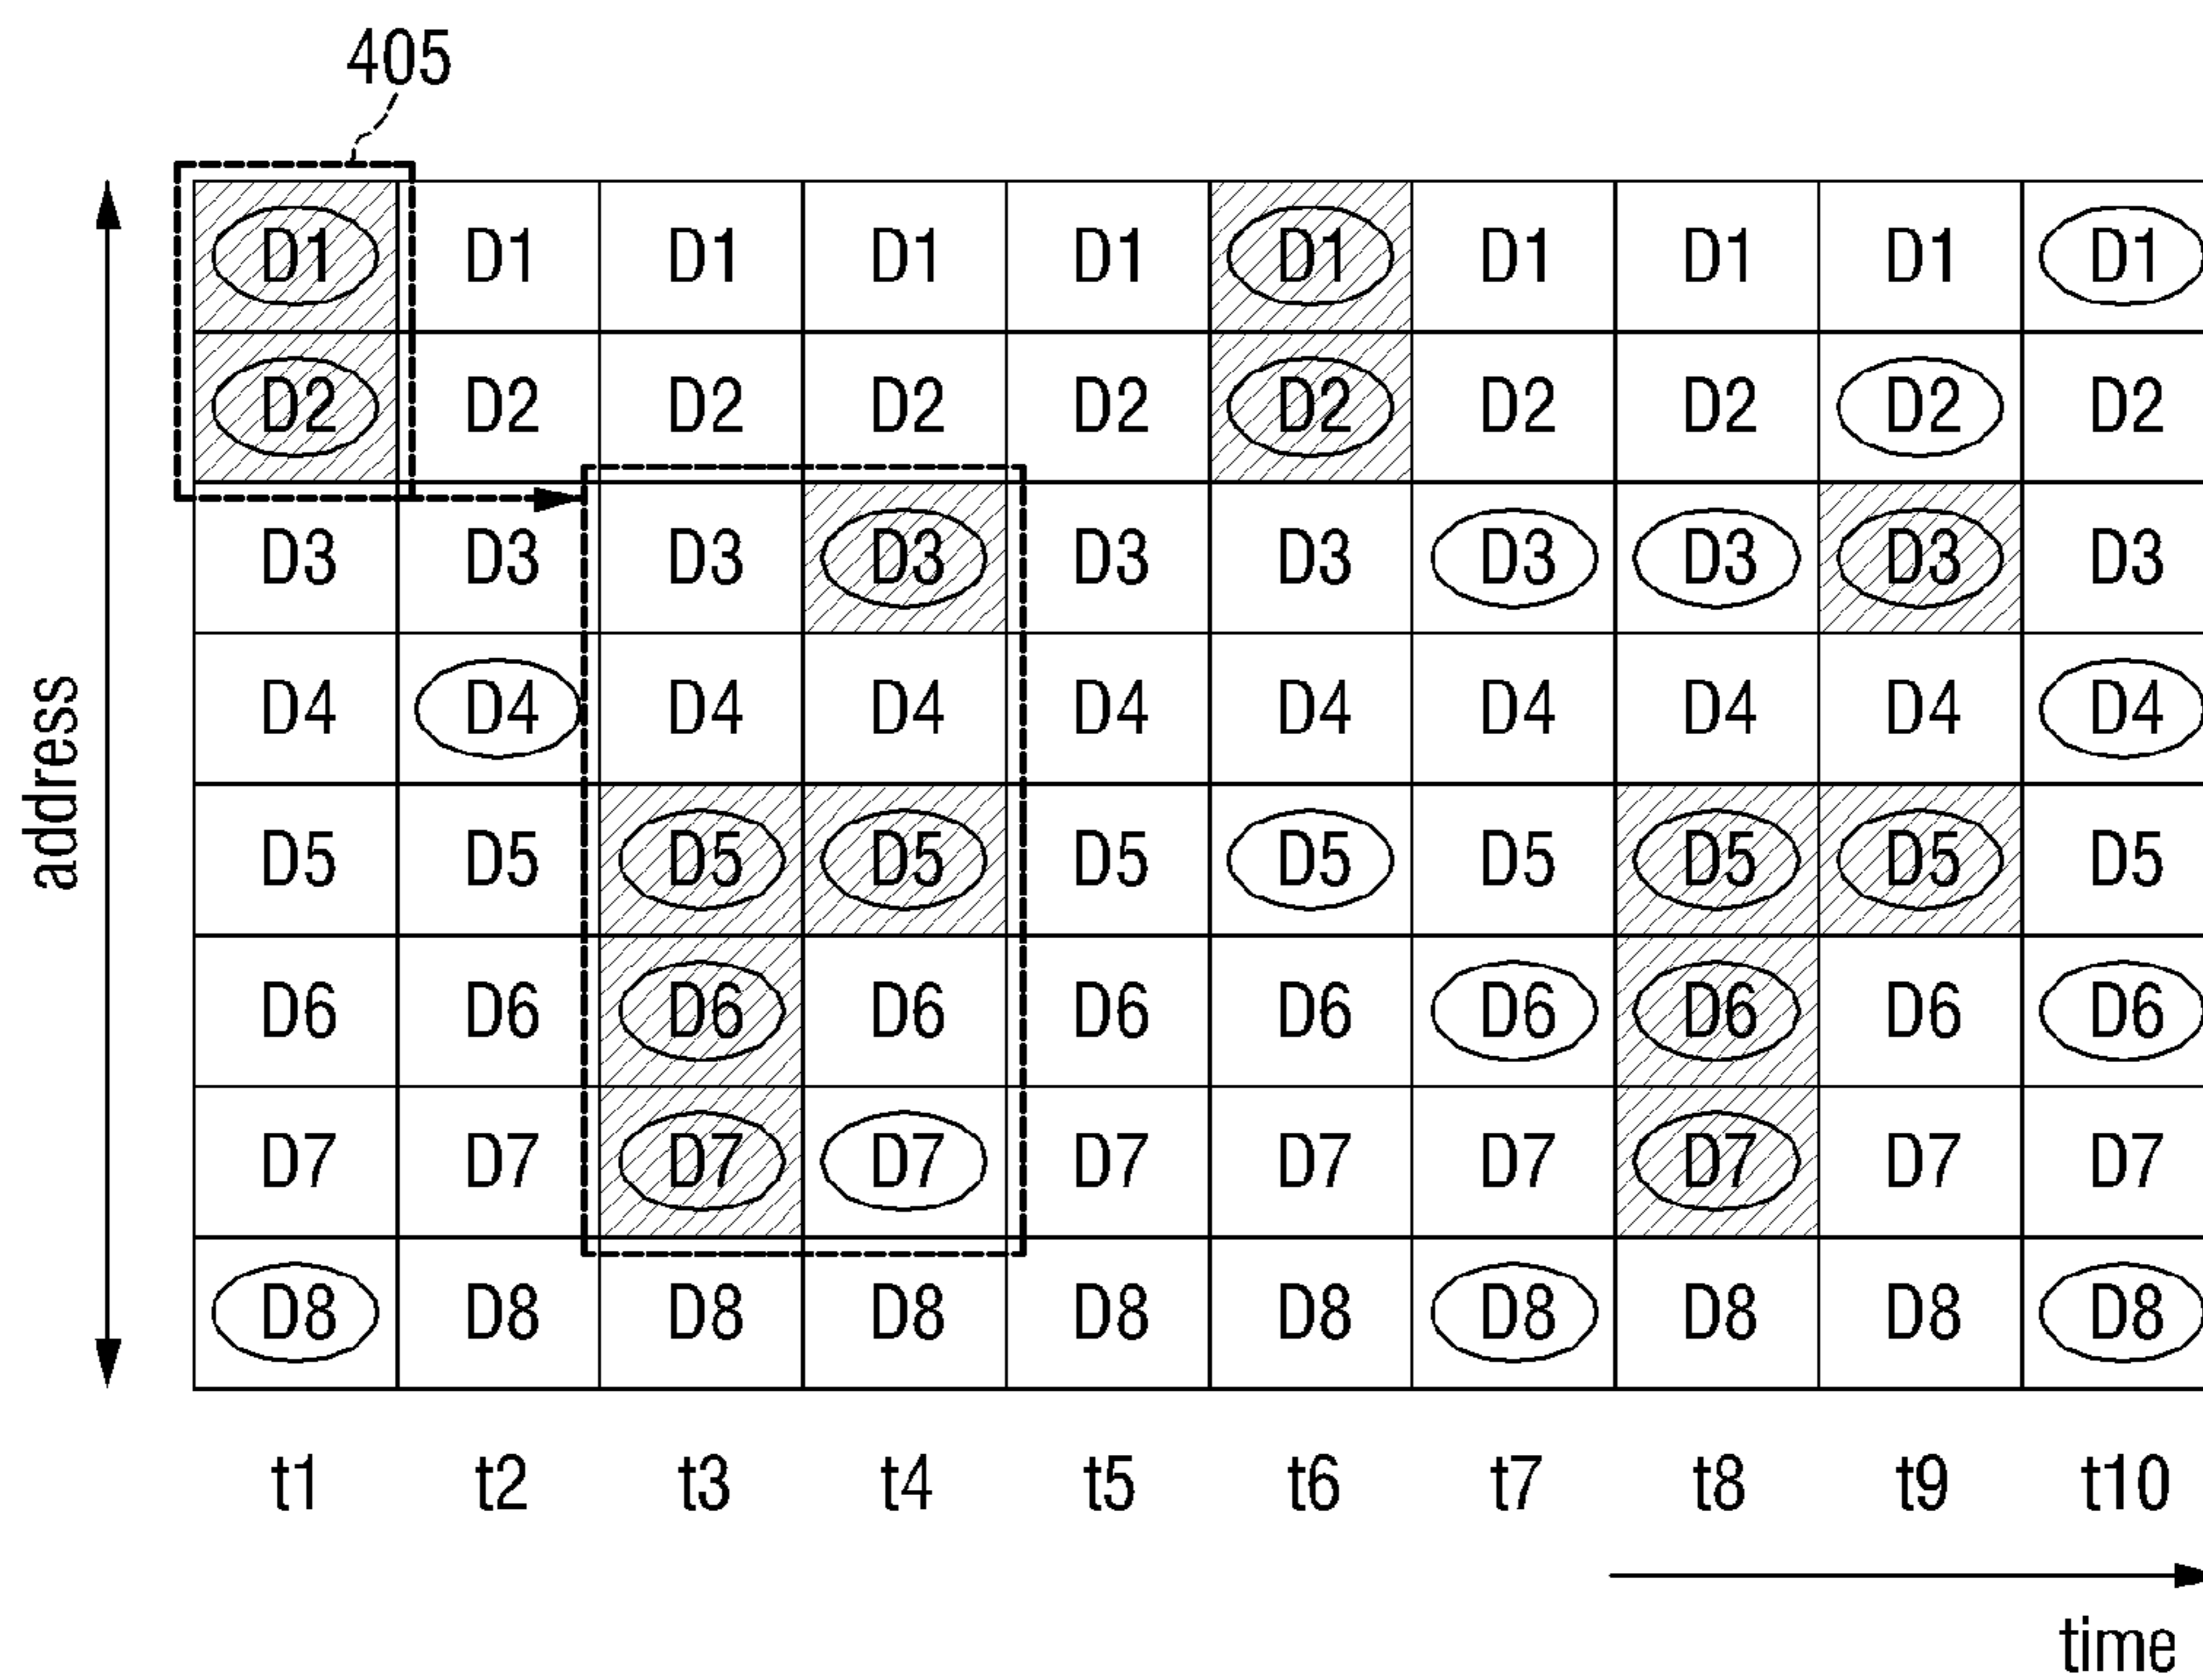 405
D1 D1 D1 D1 D1 D1 D1 D1 D1 D1
D2 D2 D2 D2 D2 D2 D2 D2 D2 D2
D3 D3 D3 D3 D3 D3 D3 D3 D3 D3
D4 D4 D4 D4 D4 D4 D4 D4 D4 D4
address
D5 D5 D5 D5 D5 D5 D5 D5 D5 D5
D6 D6 D6 D6 D6 D6 D6 D6 D6 D6
D7 D7 D7 D7 D7 D7 D7 D7 D7 D7
D8 D8 D8 D8 D8 D8 D8 D8 D8 D8
t1 t2 t3 t4 t5 t6 t7 t8 t9 t10
time